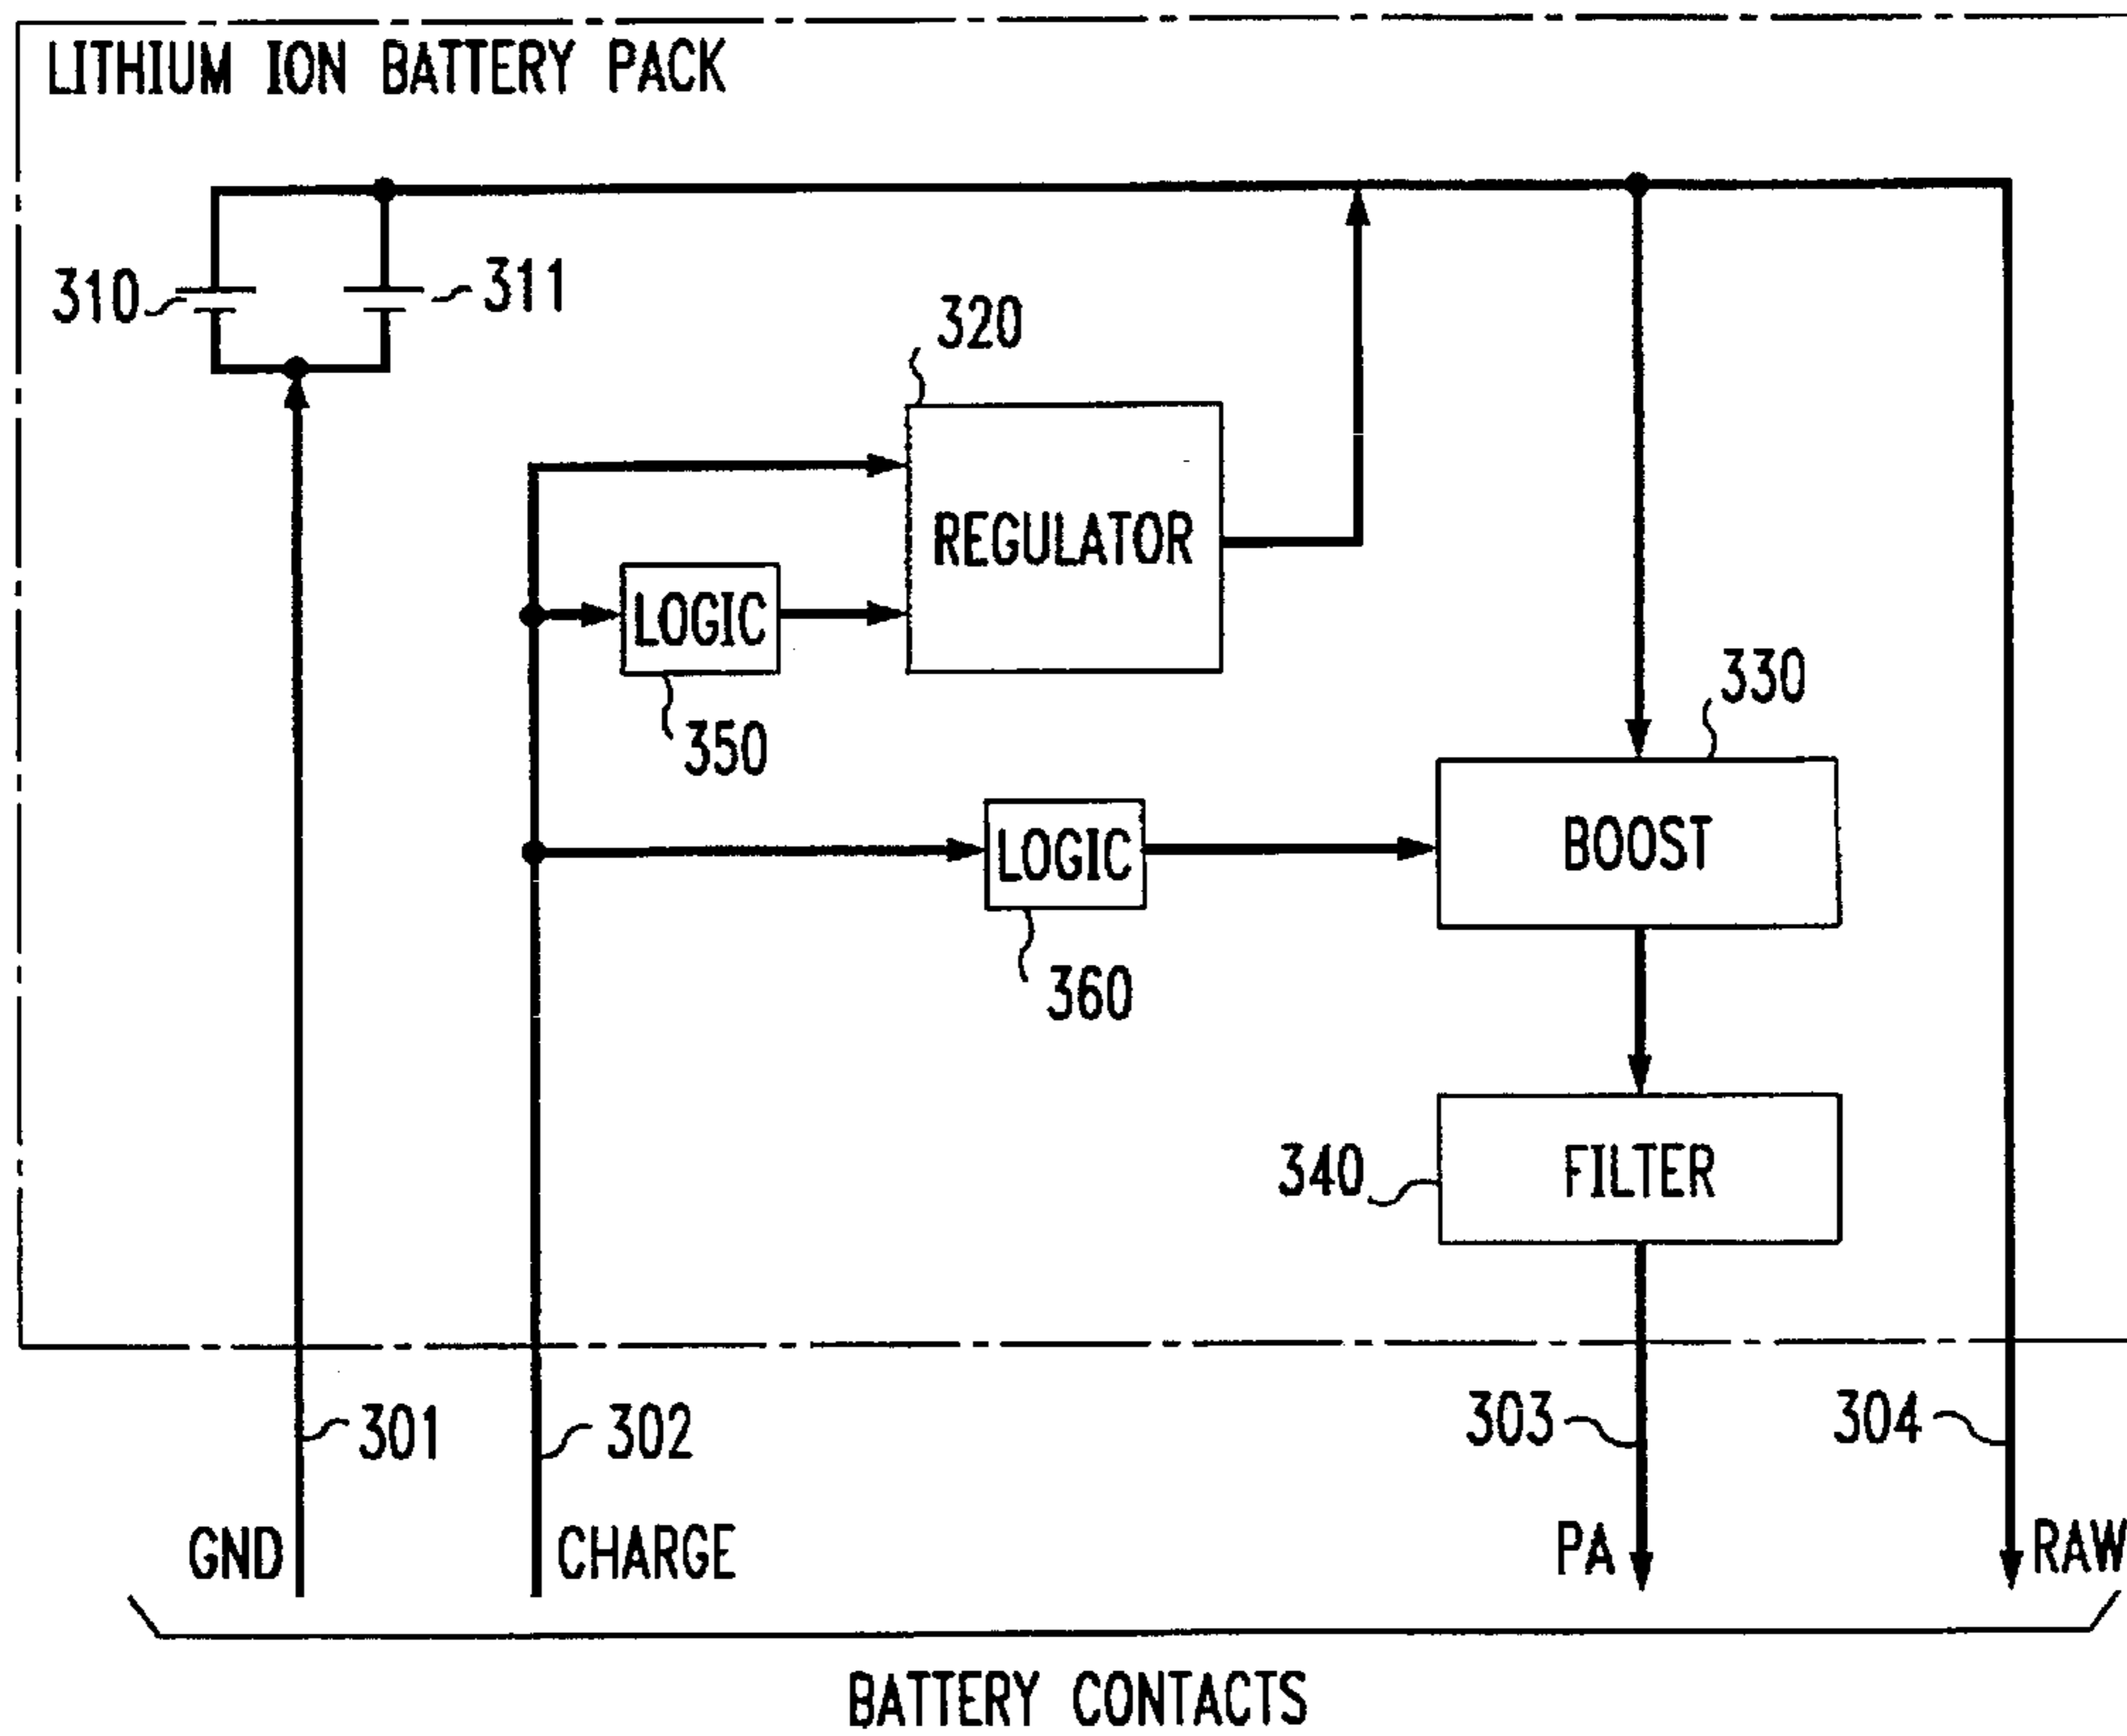 LITHIUM ION BATTERY PACK
310
311
320
REGULATOR
LOGIC
350
330
BOOST
LOGIC
360
340
FILTER
301
302
303
304
GND
CHARGE
PA
RAW
BATTERY CONTACTS